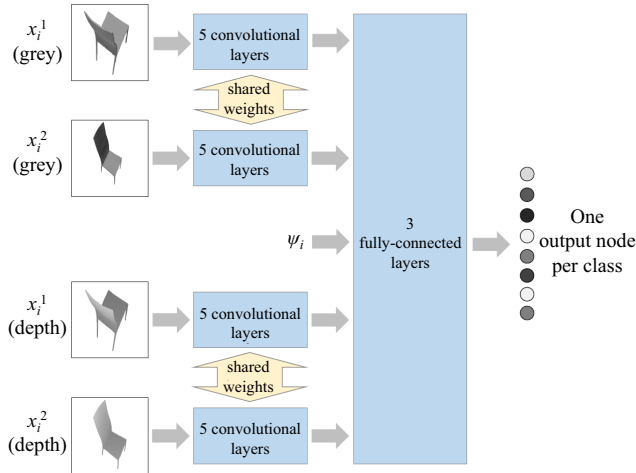 x_i^1
(grey)
5 convolutional
layers
shared
weights
x_i^2
(grey)
5 convolutional
layers
ψ_i
3
fully-connected
layers
One
output node
per class
x_i^1
(depth)
5 convolutional
layers
shared
weights
x_i^2
(depth)
5 convolutional
layers